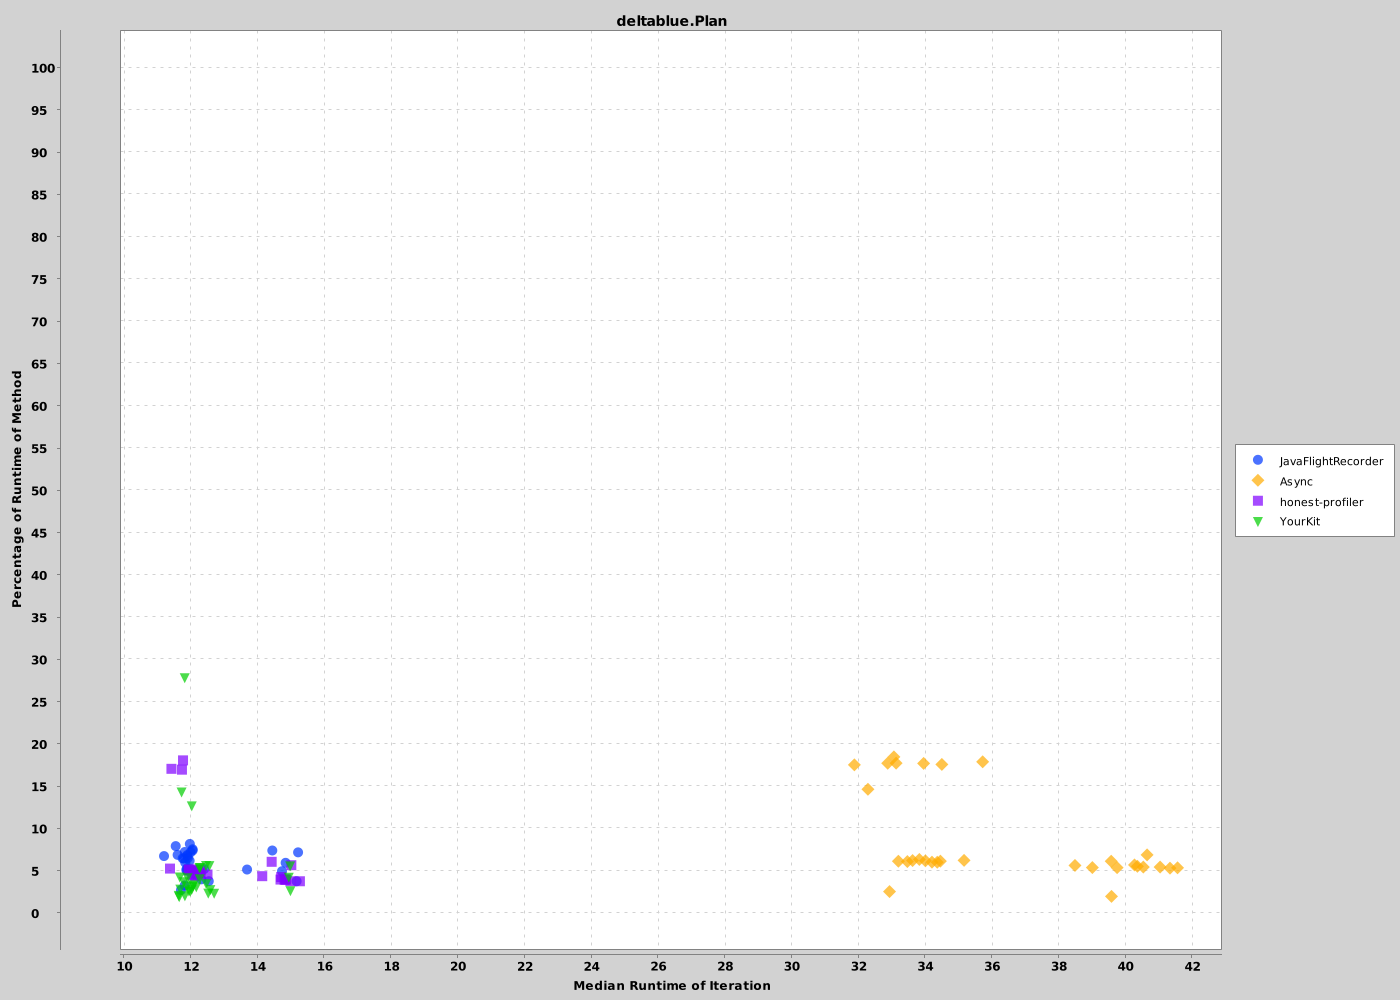 deltablue.Plan
100
95
90
85
80
75
70
65
60
55
50
45
40
35
30
25
20
15
10
5
0
Percentage of Runtime of Method
10 12 14 16 18 20 22 24 26 28 30 32 34 36 38 40 42
Median Runtime of Iteration
JavaFlightRecorder
Async
honest-profiler
YourKit